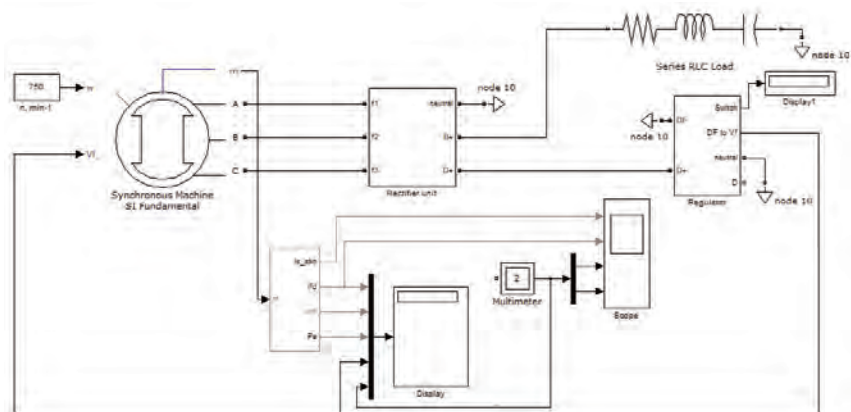 750
n, min-1
w
Vf_
m
A
B
C
Synchronous Machine
SI Fundamental
f1
f2
f3
neutral
B+
D+
Rectifier unit
node 10
Series RLC Load
node 10
Display1
Switch
DF
DF to Vf
neutral
D+
D
node 10
Regulator
node 10
is_abc
ifd
Pe
m
Display
2
Multimeter
Scope